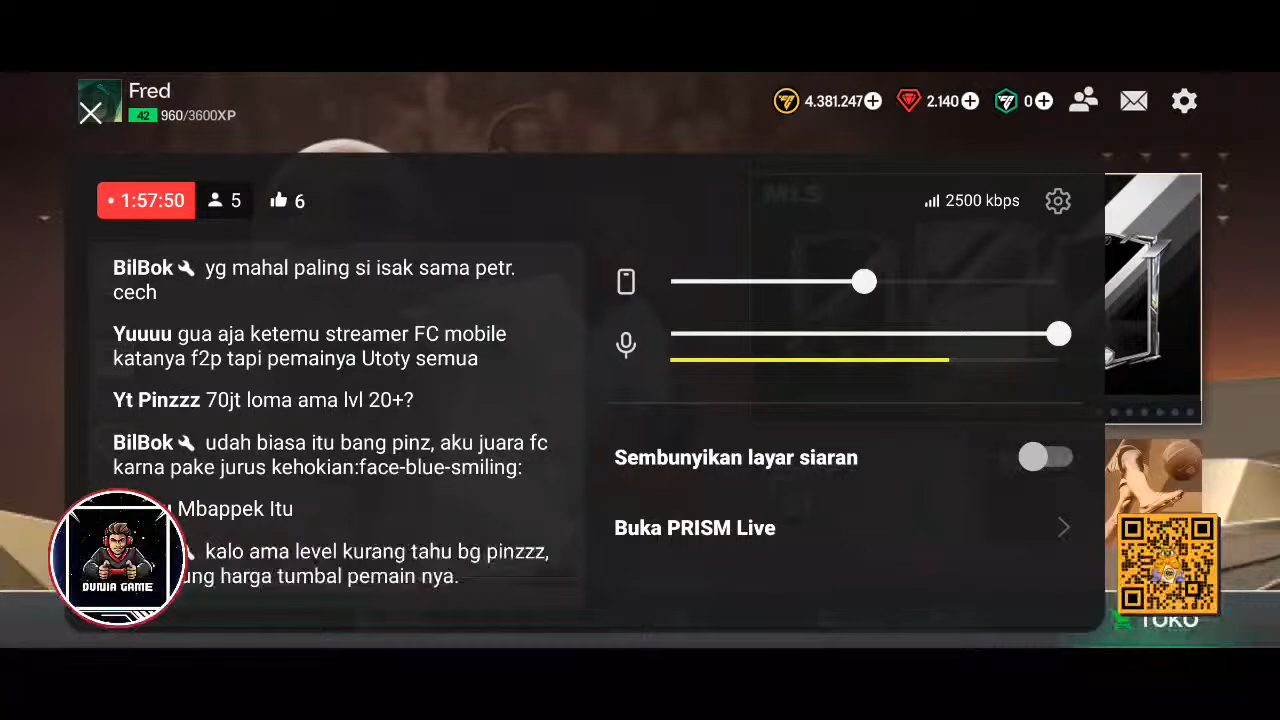 Fred
42 960/3600XP
4.381.247
2.140
0
1:57:50
5
6
MLS
2500 kbps
BilBok yg mahal paling si isak sama petr.
cech
Yuuuu gua aja ketemu streamer FC mobile
katanya f2p tapi pemainya Utoty semua
Yt Pinzzz 70jt loma ama lvl 20+?
BilBok udah biasa itu bang pinz, aku juara fc
karna pake jurus kehokian:face-blue-smiling:
Mbappek Itu
kalo ama level kurang tahu bg pinzzz,
harga tumbal pemain nya.
Sembunyikan layar siaran
Buka PRISM Live
DUNIA GAME
TOKO